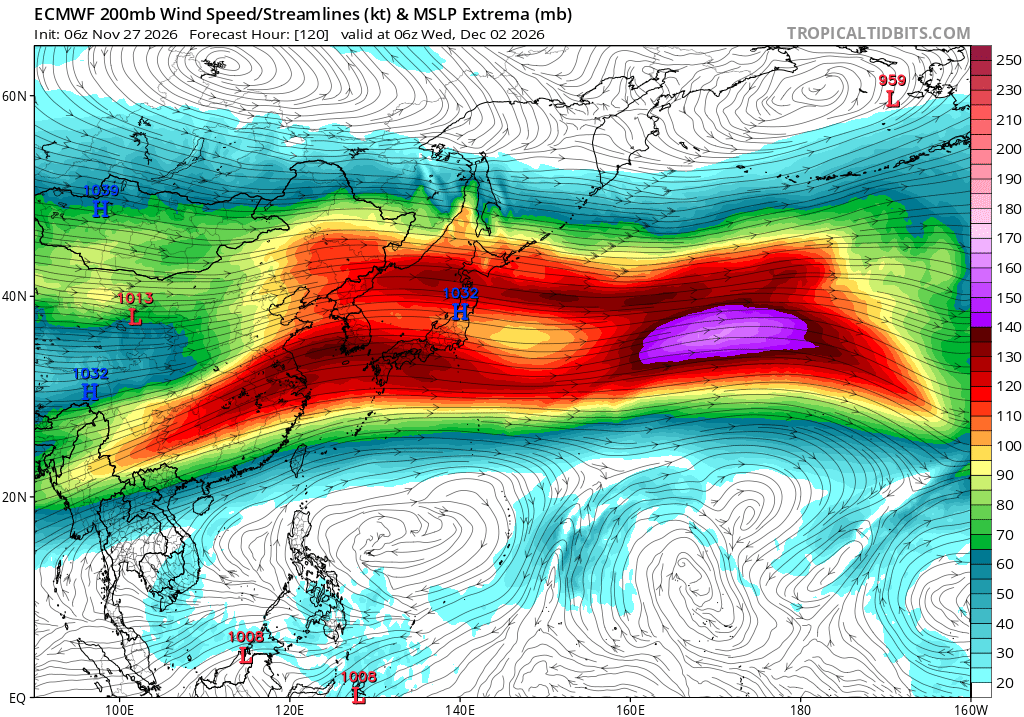 ECMWF 200mb Wind Speed/Streamlines (kt) & MSLP Extrema (mb)
Init: 06z Nov 27 2026 Forecast Hour: [120] valid at 06z Wed, Dec 02 2026
TROPICALTIDBITS.COM
60N
40N
20N
EQ
959
L
1039
H
1013
L
1032
H
1032
H
1008
L
1008
L
100E
120E
140E
160E
180
160W
250
230
210
200
190
180
170
160
150
140
130
120
110
100
90
80
70
60
50
40
30
20